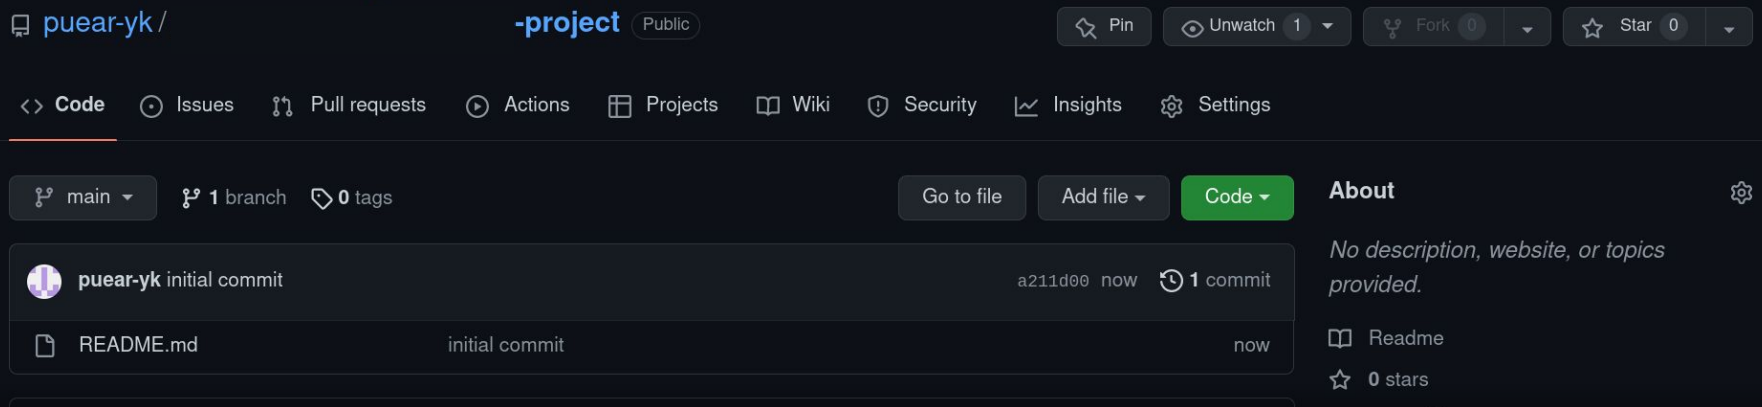 puear-yk / -project Public Pin Unwatch 1 Fork 0 Star 0
Code Issues Pull requests Actions Projects Wiki Security Insights Settings
main 1 branch 0 tags Go to file Add file Code
About
No description, website, or topics
provided.
puear-yk initial commit a211d00 now 1 commit
README.md initial commit now
Readme
0 stars